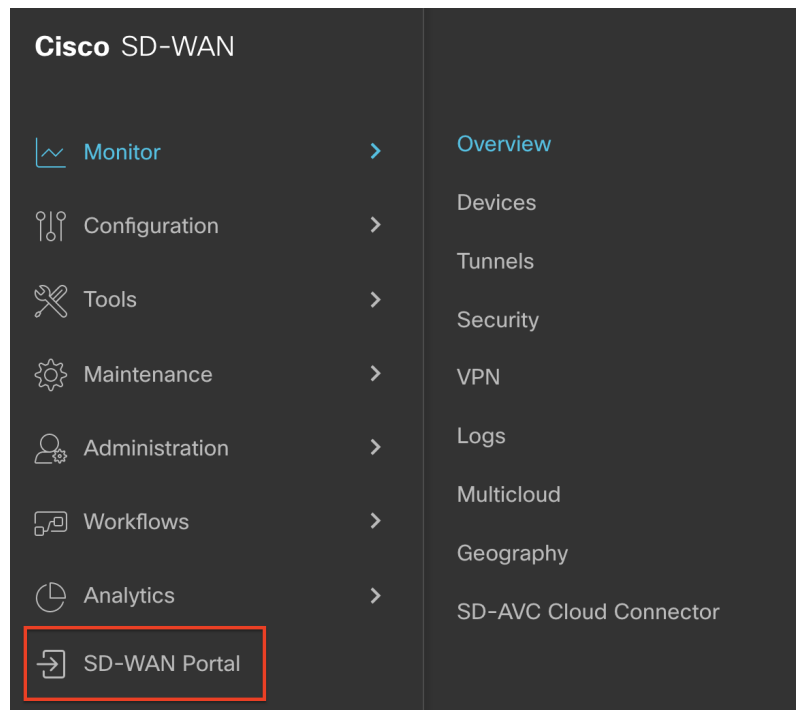 Cisco SD-WAN
Monitor
Configuration
Tools
Maintenance
Administration
Workflows
Analytics
SD-WAN Portal
Overview
Devices
Tunnels
Security
VPN
Logs
Multicloud
Geography
SD-AVC Cloud Connector